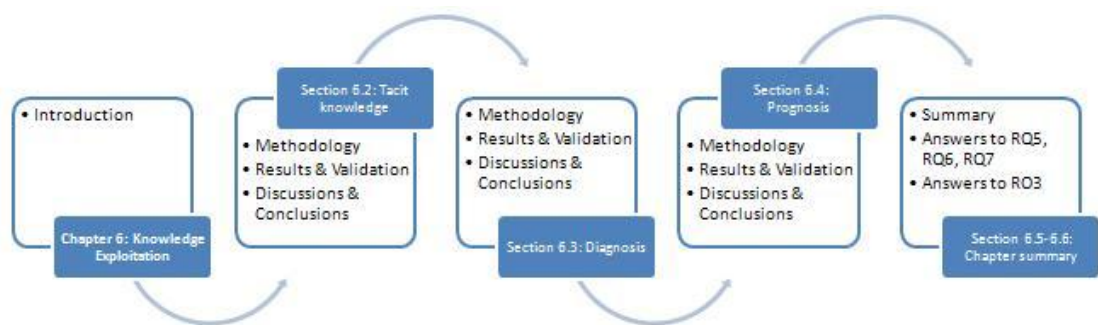 • Introduction
Chapter 6: Knowledge
Exploitation
Section 6.2: Tacit
knowledge
• Methodology
• Results & Validation
• Discussions &
Conclusions
• Methodology
• Results & Validation
• Discussions &
Conclusions
Section 6.3: Diagnosis
Section 6.4:
Prognosis
• Methodology
• Results & Validation
• Discussions &
Conclusions
• Summary
• Answers to RQ5,
RQ6, RQ7
• Answers to RO3
Section 6.5-6.6:
Chapter summary